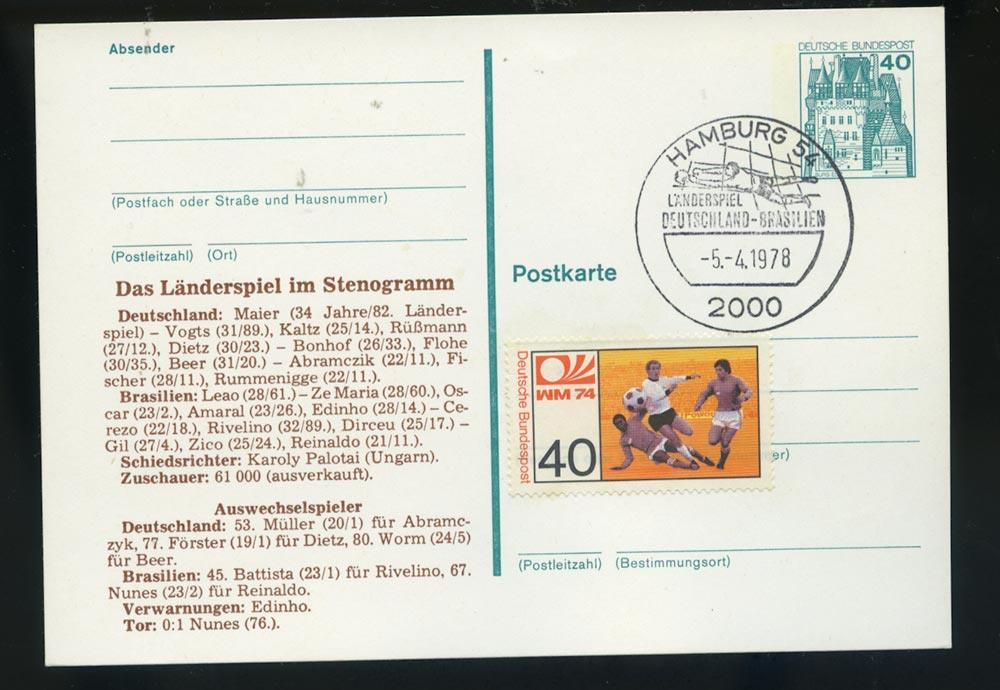 Absender
(Postfach oder Straße und Hausnummer)
(Postleitzahl) (Ort)
Das Länderspiel im Stenogramm
Deutschland: Maier (34 Jahre/82. Länder-
spiel) – Vogts (31/89.), Kaltz (25/14.), Rüßmann
(27/12.), Dietz (30/23.) – Bonhof (26/33.), Flohe
(30/35.), Beer (31/20.) – Abramczik (22/11.), Fi-
scher (28/11.), Rummenigge (22/11.).
Brasilien: Leao (28/61.) – Ze Maria (28/60.), Os-
car (23/2.), Amaral (23/26.), Edinho (28/14.) – Ce-
rezo (22/18.), Rivelino (32/89.), Dirceu (25/17.) –
Gil (27/4.), Zico (25/24.), Reinaldo (21/11.).
Schiedsrichter: Karoly Palotai (Ungarn).
Zuschauer: 61 000 (ausverkauft).
Auswechselspieler
Deutschland: 53. Müller (20/1) für Abramc-
zyk, 77. Förster (19/1) für Dietz, 80. Worm (24/5)
für Beer.
Brasilien: 45. Battista (23/1) für Rivelino, 67.
Nunes (23/2) für Reinaldo.
Verwarnungen: Edinho.
Tor: 0:1 Nunes (76.).
DEUTSCHE BUNDESPOST
40
HAMBURG 54
LÄNDERSPIEL
DEUTSCHLAND-BRASILIEN
-5.-4.1978
2000
Postkarte
Deutsche Bundespost
WM 74
40
er)
(Postleitzahl) (Bestimmungsort)